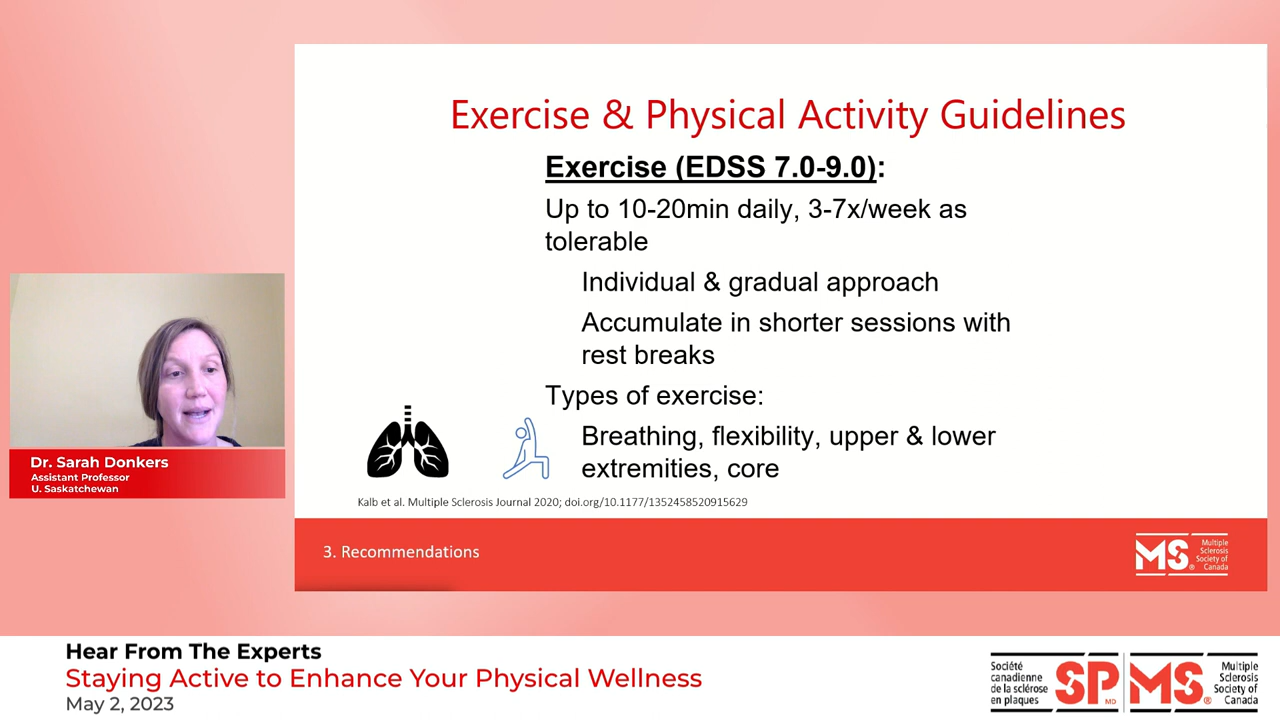 Exercise & Physical Activity Guidelines
Exercise (EDSS 7.0-9.0):
Up to 10-20min daily, 3-7x/week as
tolerable
Individual & gradual approach
Accumulate in shorter sessions with
rest breaks
Types of exercise:
Breathing, flexibility, upper & lower
extremities, core
Kalb et al. Multiple Sclerosis Journal 2020; doi.org/10.1177/1352458520915629
3. Recommendations
MS®
Multiple
Sclerosis
Society of
Canada
Dr. Sarah Donkers
Assistant Professor
U. Saskatchewan
Hear From The Experts
Staying Active to Enhance Your Physical Wellness
May 2, 2023
Société
canadienne
de la sclérose
en plaques
SP MD
MS®
Multiple
Sclerosis
Society of
Canada